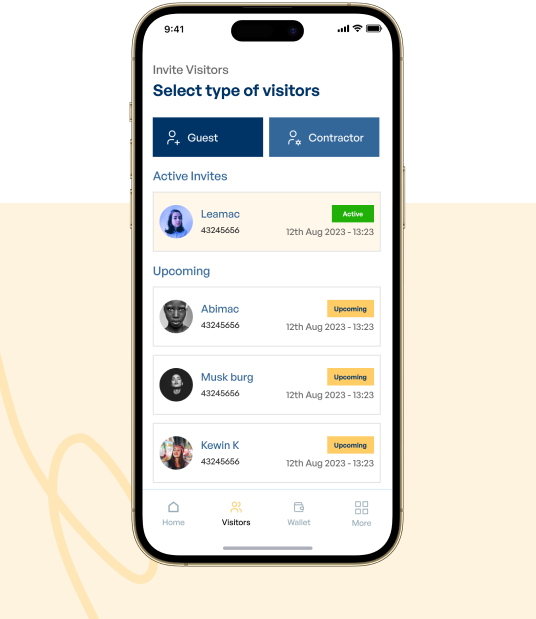 9:41
Invite Visitors
Select type of visitors
Guest
Contractor
Active Invites
Leamac
Active
43245656
12th Aug 2023 - 13:23
Upcoming
Abimac
Upcoming
43245656
12th Aug 2023 - 13:23
Musk burg
Upcoming
43245656
12th Aug 2023 - 13:23
Kewin K
Upcoming
43245656
12th Aug 2023 - 13:23
Home
Visitors
Wallet
More